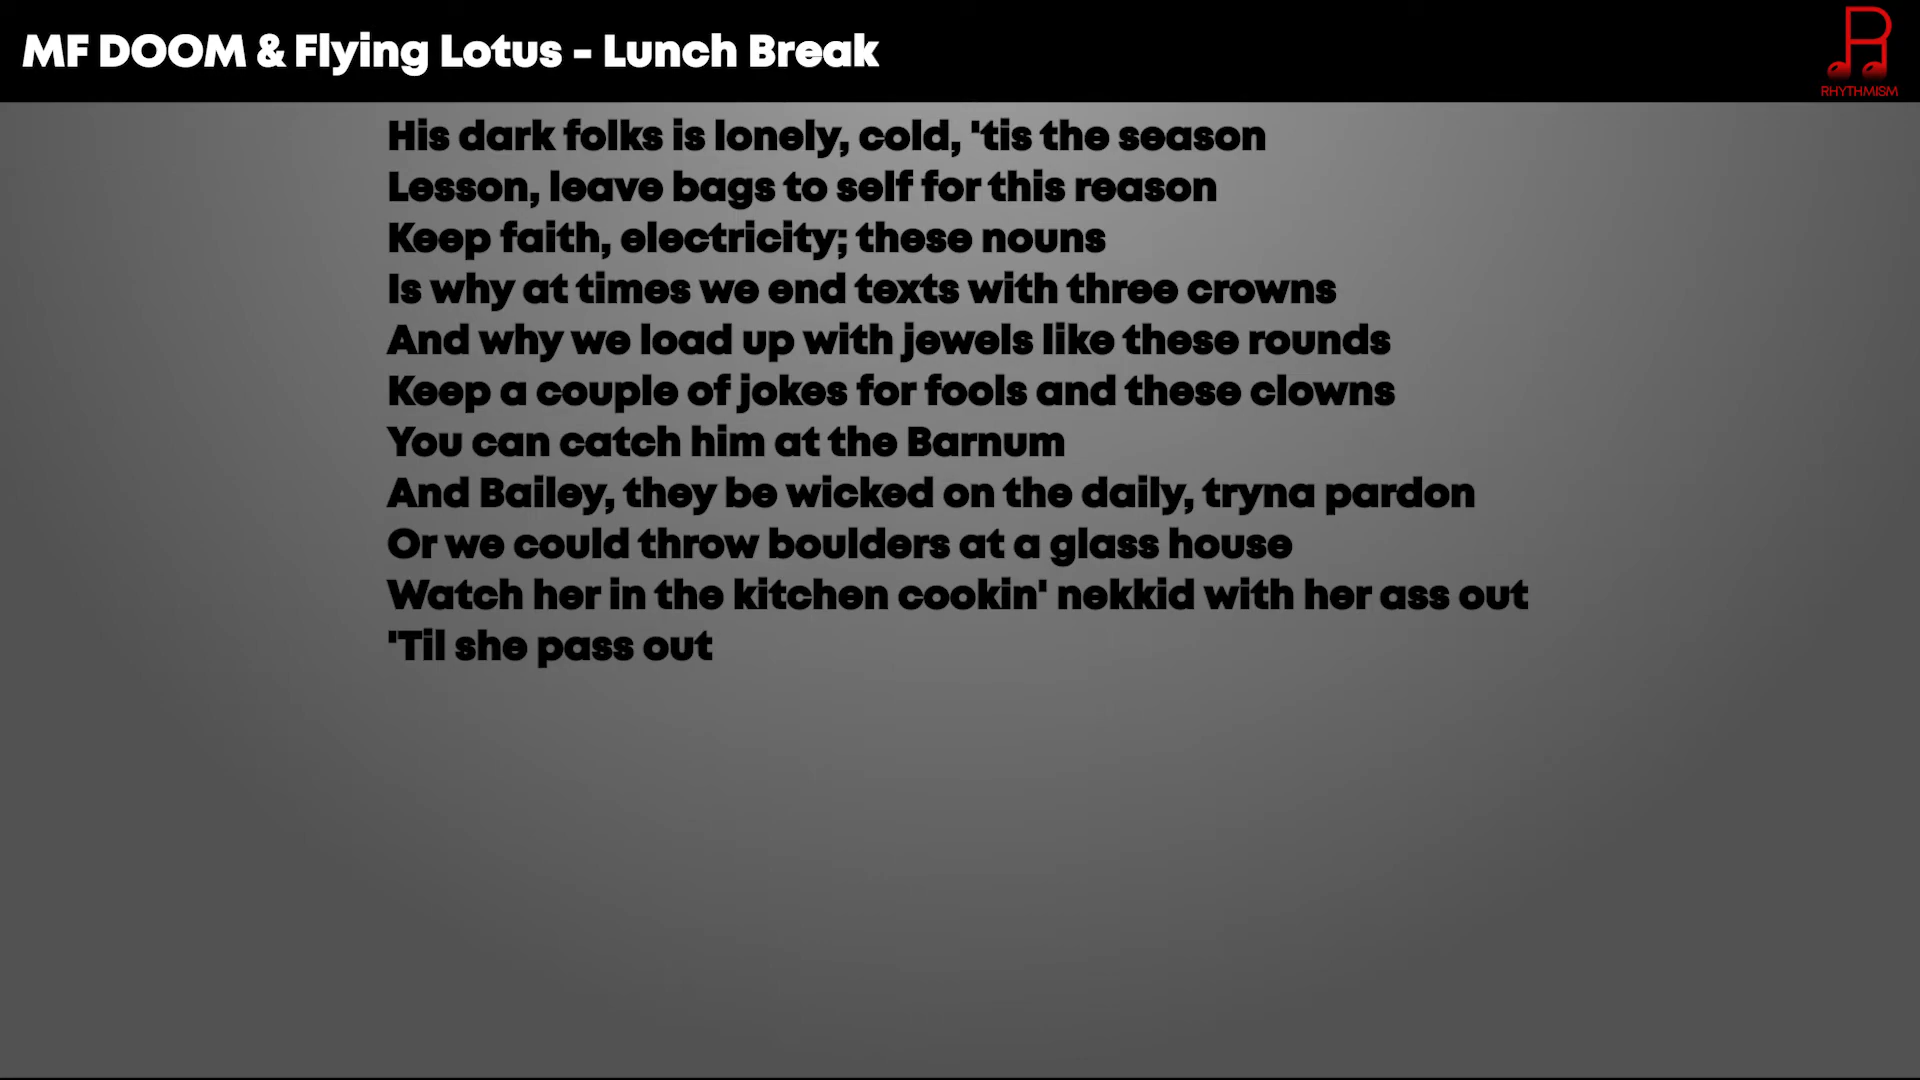 MF DOOM & Flying Lotus - Lunch Break
RHYTHMISM
His dark folks is lonely, cold, 'tis the season
Lesson, leave bags to self for this reason
Keep faith, electricity; these nouns
Is why at times we end texts with three crowns
And why we load up with jewels like these rounds
Keep a couple of jokes for fools and these clowns
You can catch him at the Barnum
And Bailey, they be wicked on the daily, tryna pardon
Or we could throw boulders at a glass house
Watch her in the kitchen cookin' nekkid with her ass out
'Til she pass out